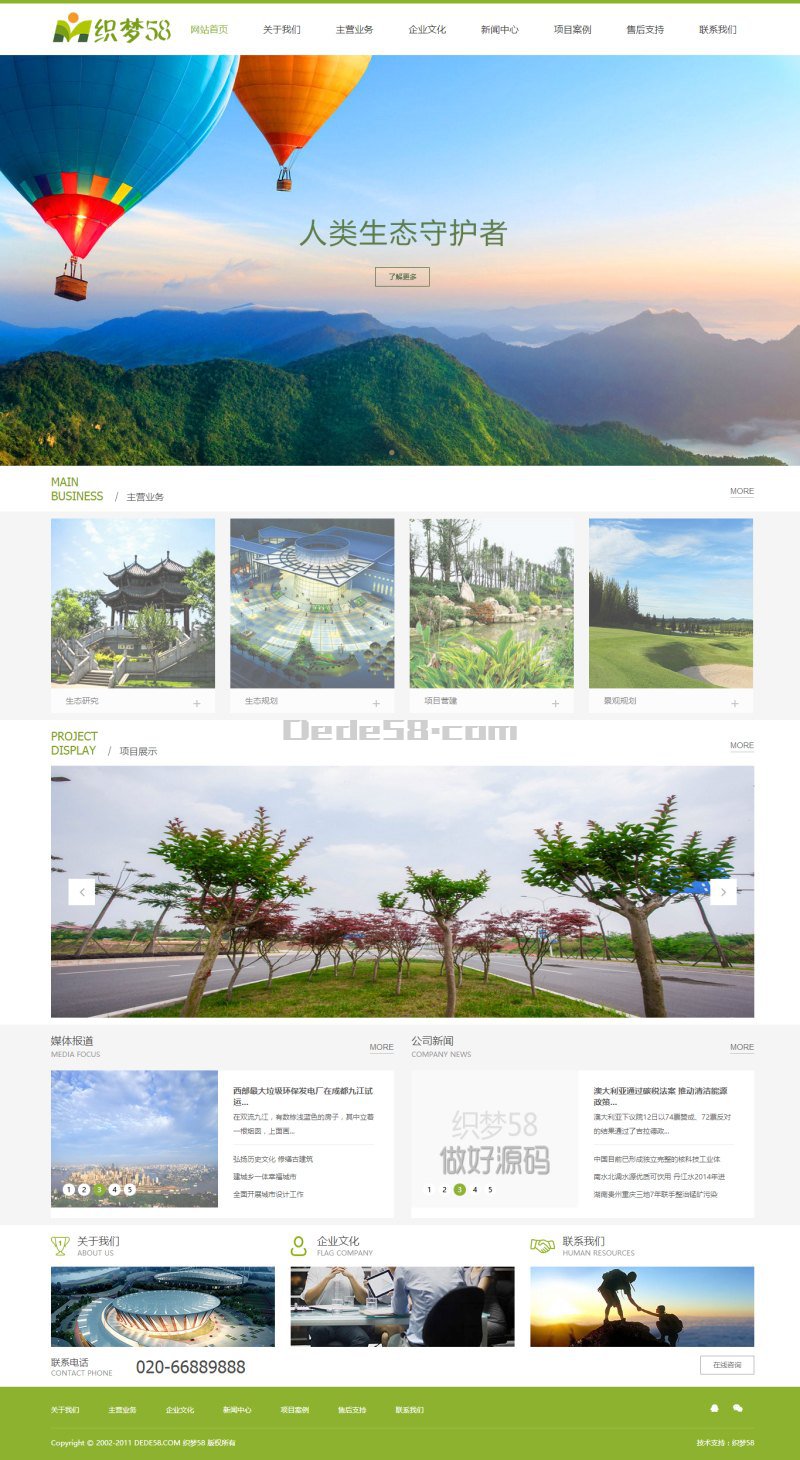 织梦58
网站首页 关于我们 主营业务 企业文化 新闻中心 项目案例 售后支持 联系我们
人类生态守护者
了解更多
MAIN
BUSINESS / 主营业务
MORE
生态研究 + 生态规划 + 项目营建 + 景观规划 +
Dede58.com
PROJECT
DISPLAY / 项目展示
MORE
媒体报道
MEDIA FOCUS
MORE
西部最大垃圾环保发电厂在成都九江试
运...
在双流九江，有数栋浅蓝色的房子，其中立着
一根烟囱，上面画...
弘扬历史文化 修缮古建筑
建城乡一体幸福城市
全面开展城市设计工作
1 2 3 4 5
公司新闻
COMPANY NEWS
MORE
织梦58
做好源码
1 2 3 4 5
澳大利亚通过碳税法案 推动清洁能源
政策...
澳大利亚下议院12日以74票赞成、72票反对
的结果通过了吉拉德政...
中国目前已形成独立完整的核科技工业体
南水北调水源优质可饮用 丹江水2014年进
湖南贵州重庆三地7年联手整治锰矿污染
关于我们
ABOUT US
企业文化
FLAG COMPANY
联系我们
HUMAN RESOURCES
联系电话
CONTACT PHONE
020-66889888
在线咨询
关于我们 主营业务 企业文化 新闻中心 项目案例 售后支持 联系我们
Copyright © 2002-2011 DEDE58.COM 织梦58 版权所有
技术支持：织梦58